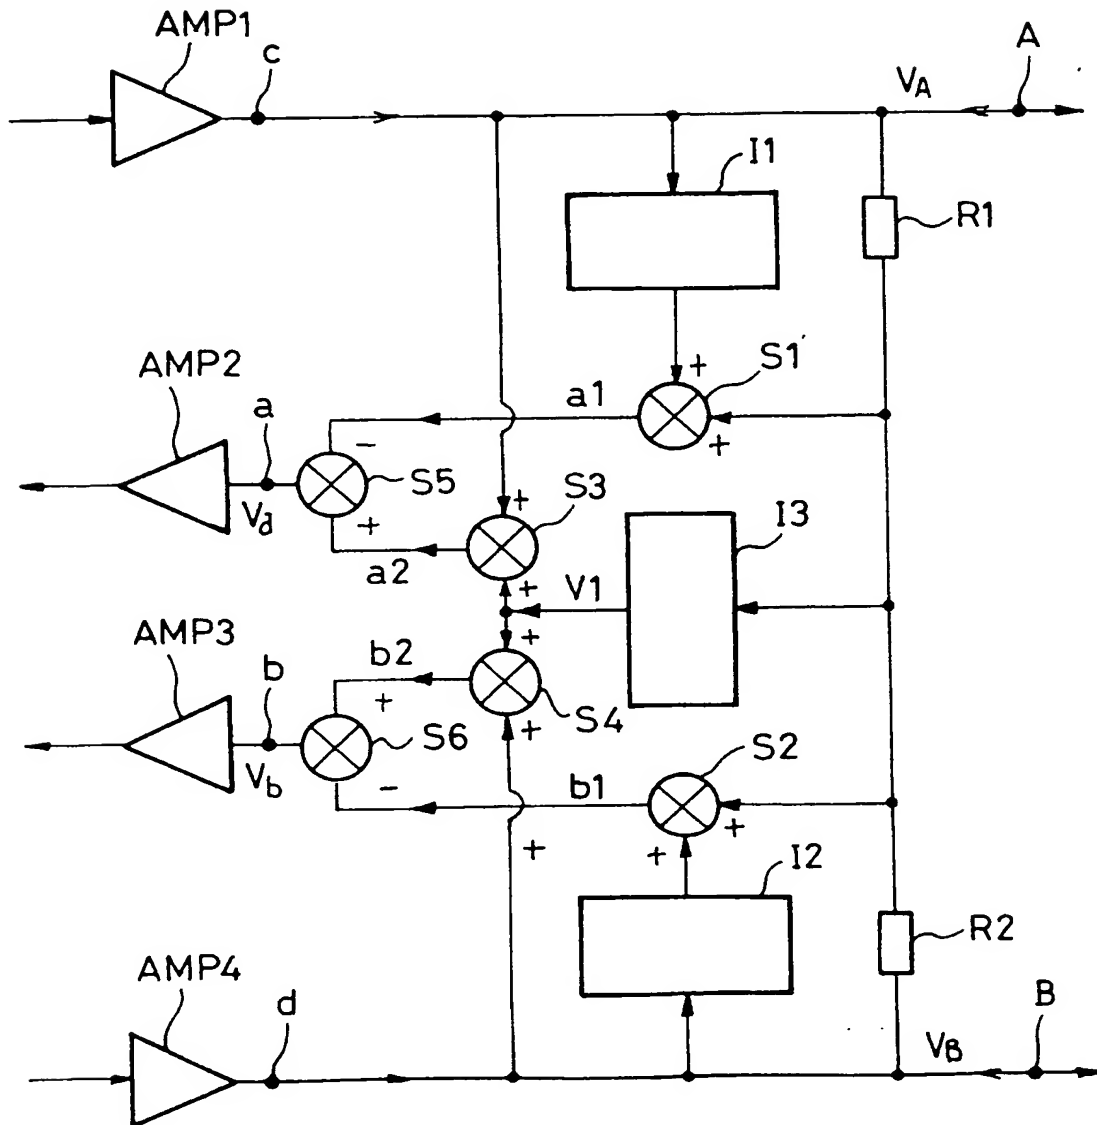 AMP1
c
A
VA
I1
R1
+
S1
AMP2
a
a1
+
-
S5
Va
+
a2
+
S3
+
V1
I3
AMP3
b
b2
+
+
S4
S6
Vb
-
b1
+
S2
+
+
+
I2
R2
AMP4
d
VB
B